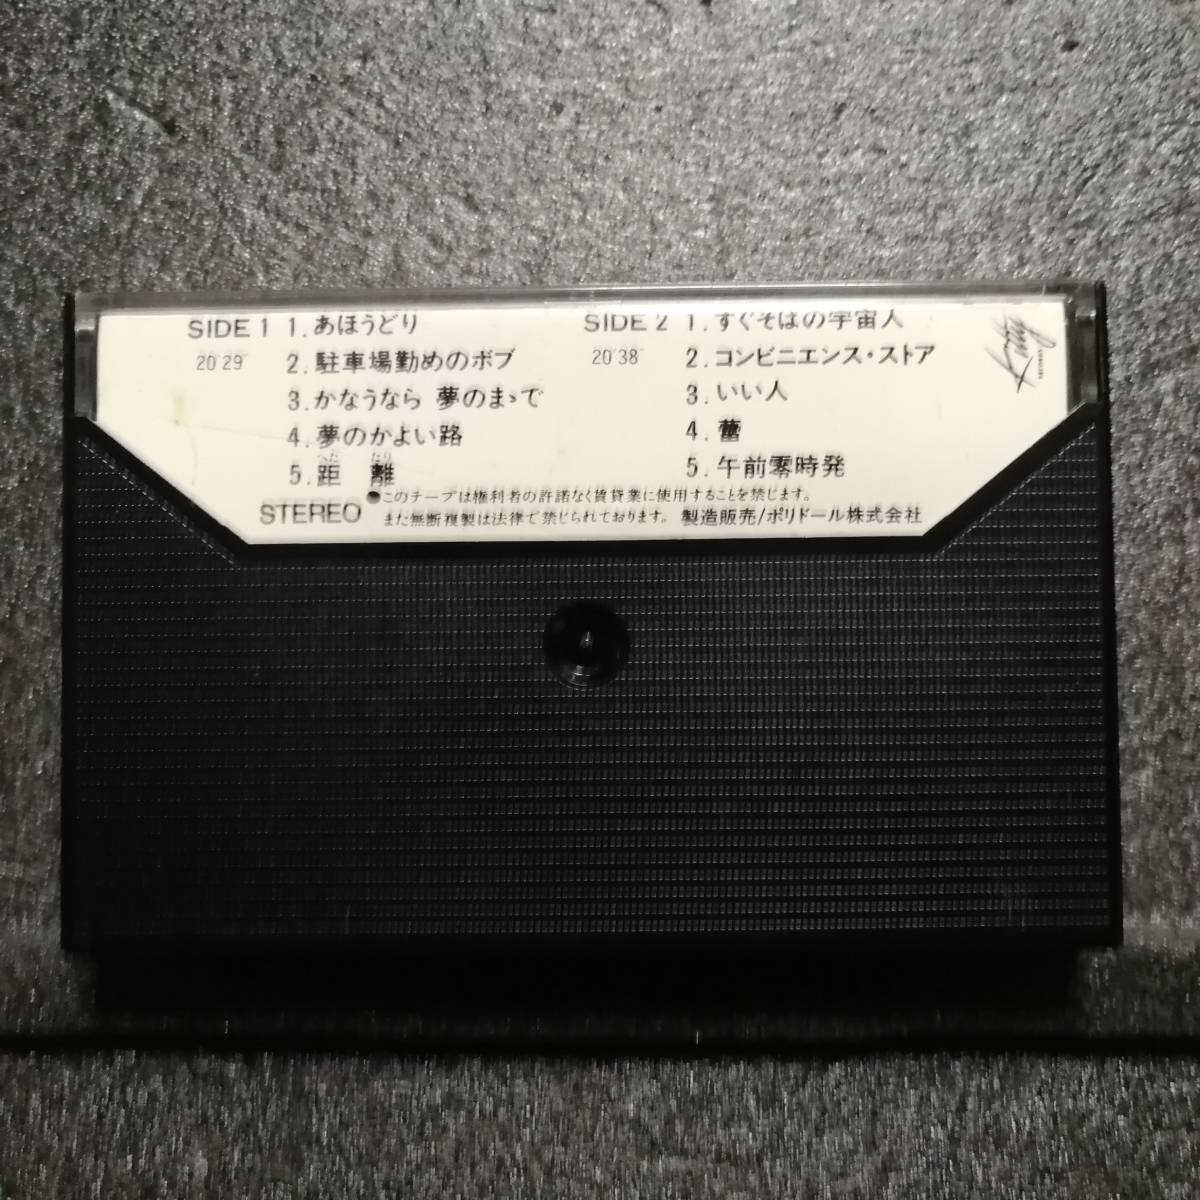 SIDE 1 1. あほうどり
20'29" 2. 駐車場勤めのボブ
3. かなうなら 夢のまゝで
4. 夢のかよい路
5. 距離
へだたり
SIDE 2 1. すぐそばの宇宙人
20'38" 2. コンビニエンス・ストア
3. いい人
4. 蕾
5. 午前零時発
STEREO
●このテープは権利者の許諾なく賃貸業に使用することを禁じます。
また無断複製は法律で禁じられております。 製造販売/ポリドール株式会社